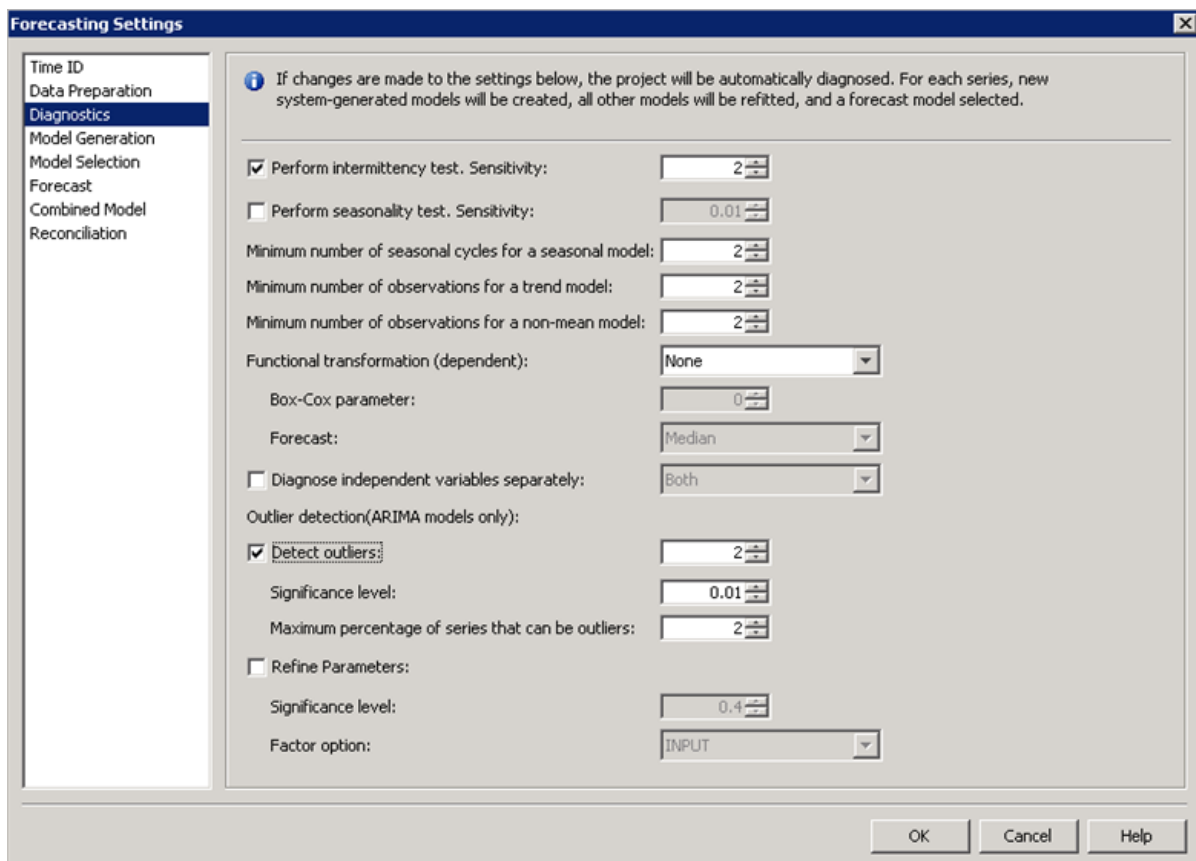 Forecasting Settings
Time ID
Data Preparation
Diagnostics
Model Generation
Model Selection
Forecast
Combined Model
Reconciliation
If changes are made to the settings below, the project will be automatically diagnosed. For each series, new
system-generated models will be created, all other models will be refitted, and a forecast model selected.
Perform intermittency test. Sensitivity: 2
Perform seasonality test. Sensitivity: 0.01
Minimum number of seasonal cycles for a seasonal model: 2
Minimum number of observations for a trend model: 2
Minimum number of observations for a non-mean model: 2
Functional transformation (dependent): None
Box-Cox parameter: 0
Forecast: Median
Diagnose independent variables separately: Both
Outlier detection(ARIMA models only):
Detect outliers: 2
Significance level: 0.01
Maximum percentage of series that can be outliers: 2
Refine Parameters:
Significance level: 0.4
Factor option: INPUT
OK Cancel Help